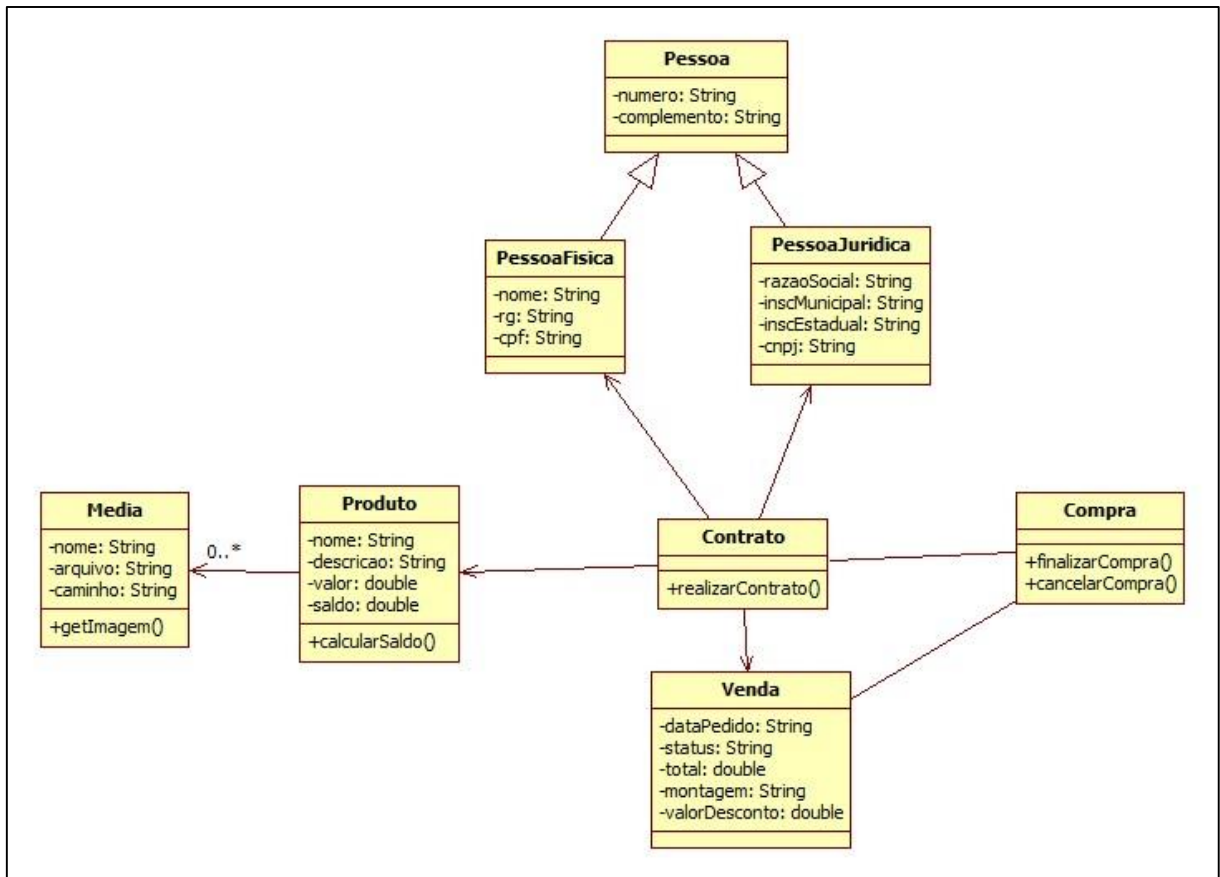 Pessoa
-numero: String
-complemento: String
PessoaFisica
-nome: String
-rg: String
-cpf: String
PessoaJuridica
-razaoSocial: String
-inscMunicipal: String
-inscEstadual: String
-cnpj: String
Media
-nome: String
-arquivo: String
-caminho: String
+getImagem()
0..*
Produto
-nome: String
-descricao: String
-valor: double
-saldo: double
+calcularSaldo()
Contrato
+realizarContrato()
Compra
+finalizarCompra()
+cancelarCompra()
Venda
-dataPedido: String
-status: String
-total: double
-montagem: String
-valorDesconto: double